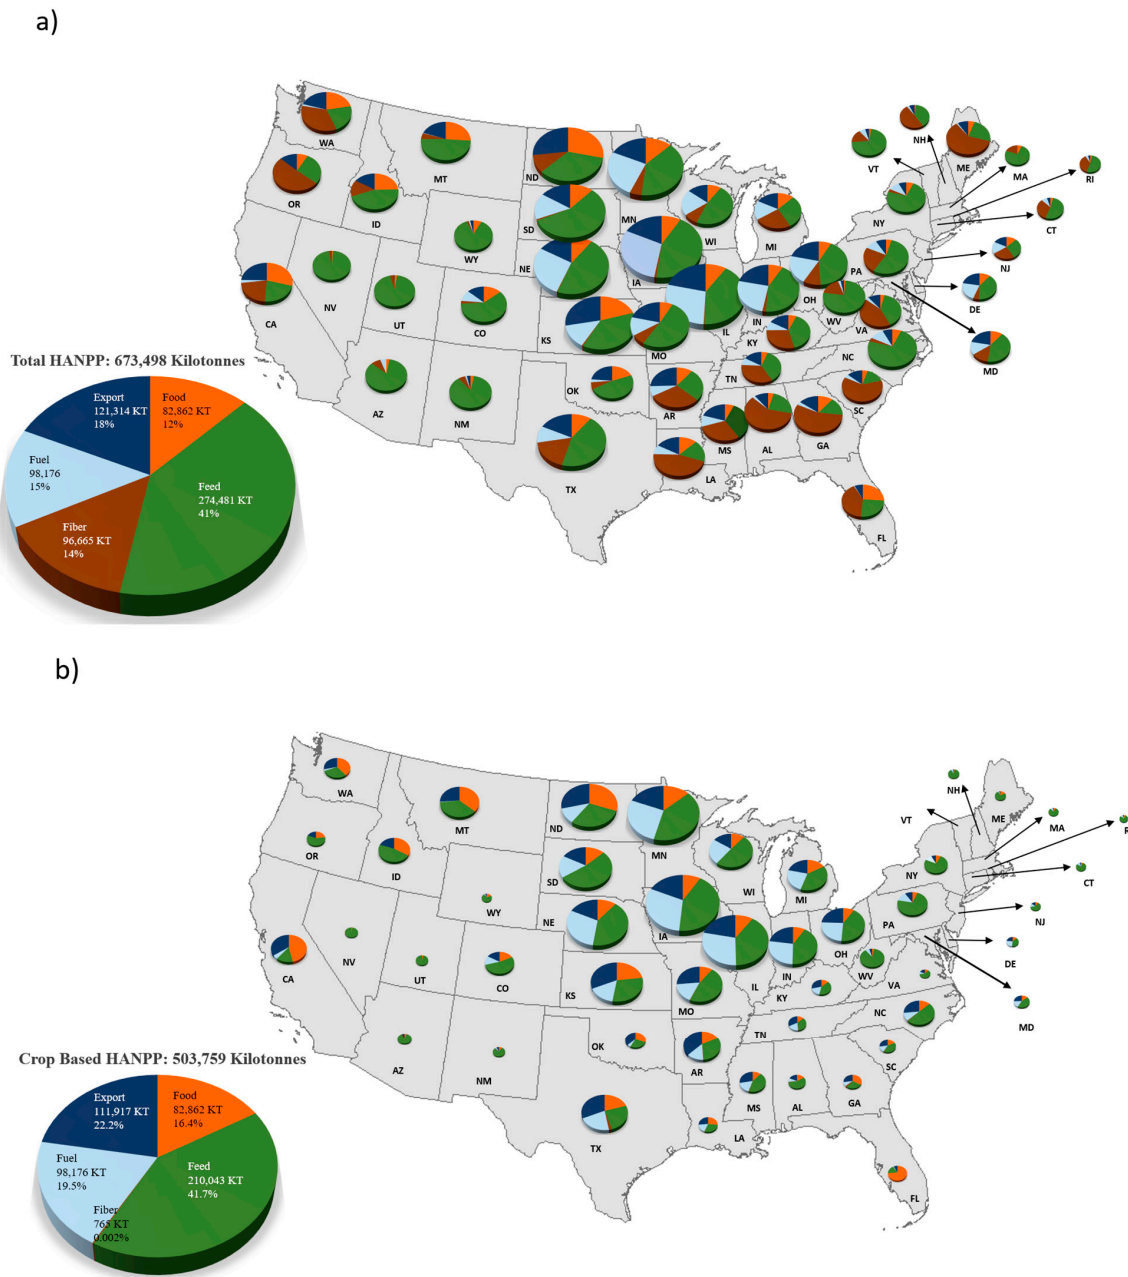 a)
WA
MT
ND
MN
ME
NH
VT
MA
RI
OR
ID
SD
WI
MI
NY
CT
WY
NE
IA
PA
NJ
NV
UT
CO
IL
IN
OH
WV
VA
DE
CA
KS
MO
KY
NC
MD
AZ
NM
OK
AR
TN
SC
MS
AL
GA
TX
LA
FL
Total HANPP: 673,498 Kilotonnes
Export
121,314 KT
18%
Food
82,862 KT
12%
Fuel
98,176
15%
Feed
274,481 KT
41%
Fiber
96,665 KT
14%
b)
WA
MT
ND
MN
NH
ME
VT
MA
R
OR
ID
SD
WI
MI
NY
CT
WY
NE
IA
PA
NJ
NV
UT
CO
IL
IN
OH
WV
VA
DE
CA
KS
MO
KY
NC
MD
AZ
NM
OK
AR
TN
SC
MS
AL
GA
TX
LA
FL
Crop Based HANPP: 503,759 Kilotonnes
Export
111,917 KT
22.2%
Food
82,862 KT
16.4%
Fuel
98,176 KT
19.5%
Feed
210,043 KT
41.7%
Fiber
765 KT
0.002%